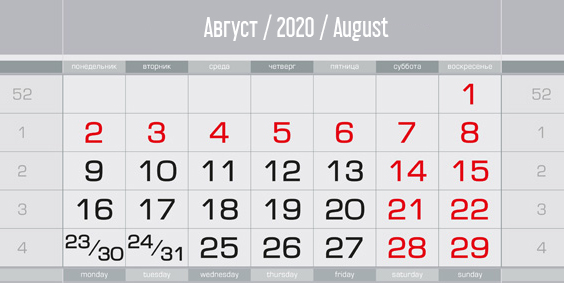 Август / 2020 / August
понедельник вторник среда четверг пятница суббота воскресенье
52 1 52
1 2 3 4 5 6 7 8 1
2 9 10 11 12 13 14 15 2
3 16 17 18 19 20 21 22 3
4 23/30 24/31 25 26 27 28 29 4
monday tuesday wednesday thursday friday saturday sunday